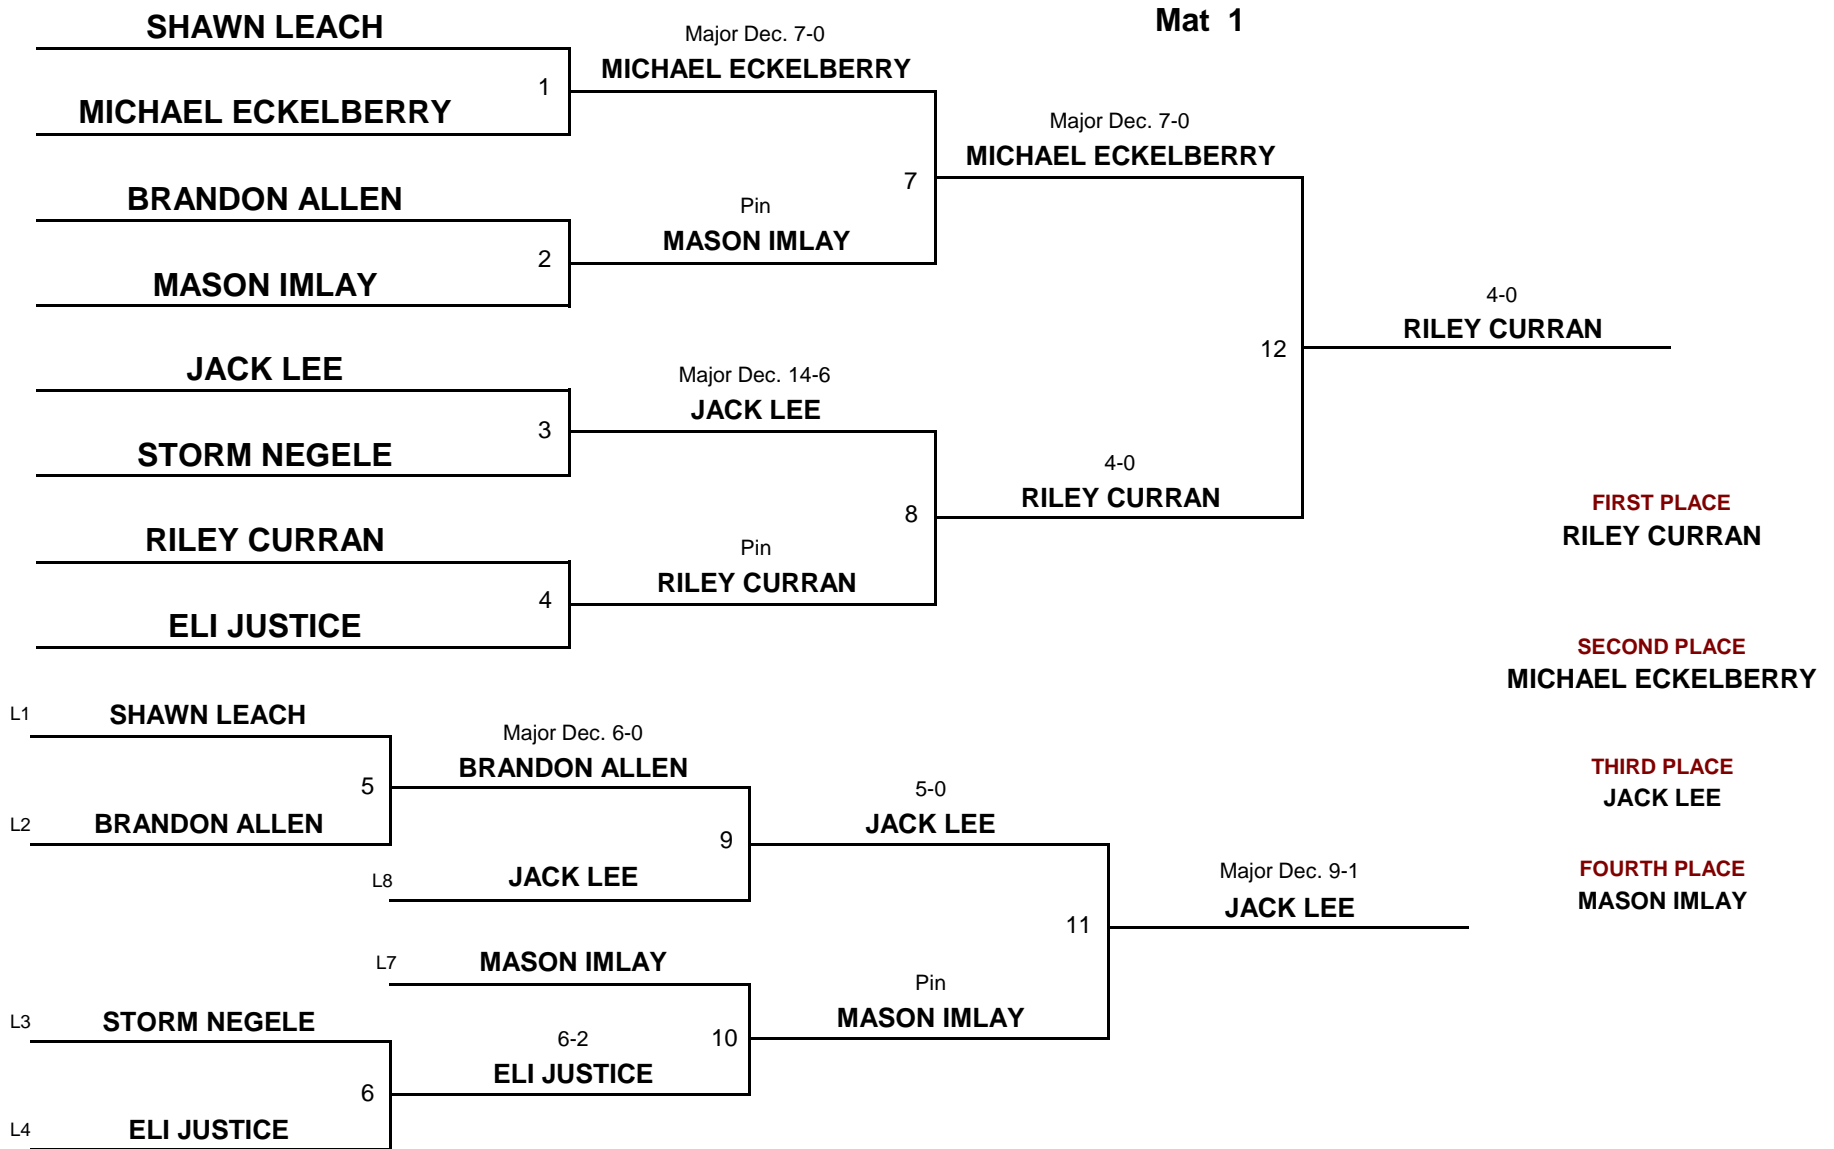 Mat 1
SHAWN LEACH
Major Dec. 7-0
MICHAEL ECKELBERRY
1
MICHAEL ECKELBERRY
Major Dec. 7-0
MICHAEL ECKELBERRY
7
BRANDON ALLEN
Pin
MASON IMLAY
2
MASON IMLAY
4-0
RILEY CURRAN
12
JACK LEE
Major Dec. 14-6
JACK LEE
3
STORM NEGELE
4-0
RILEY CURRAN
8
RILEY CURRAN
Pin
RILEY CURRAN
4
ELI JUSTICE
FIRST PLACE
RILEY CURRAN
SECOND PLACE
MICHAEL ECKELBERRY
THIRD PLACE
JACK LEE
FOURTH PLACE
MASON IMLAY
L1 SHAWN LEACH
Major Dec. 6-0
BRANDON ALLEN
5
L2 BRANDON ALLEN
5-0
JACK LEE
9
L8 JACK LEE
Major Dec. 9-1
JACK LEE
11
L7 MASON IMLAY
Pin
MASON IMLAY
10
L3 STORM NEGELE
6-2
ELI JUSTICE
6
L4 ELI JUSTICE